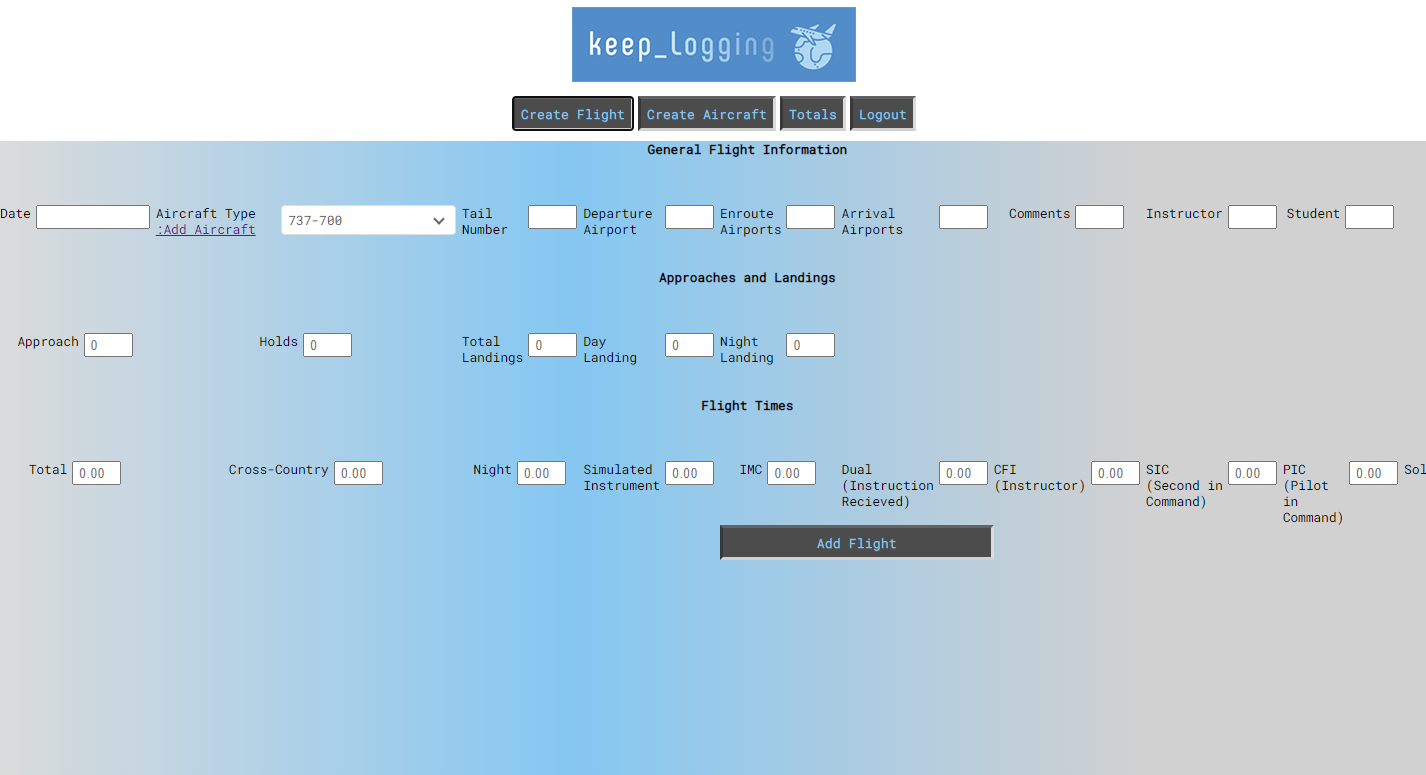 keep_Logging
Create Flight Create Aircraft Totals Logout
General Flight Information
Date Aircraft Type 737-700 Tail Departure Enroute Arrival Comments Instructor Student
:Add Aircraft Number Airport Airports Airports
Approaches and Landings
Approach 0 Holds 0 Total 0 Day 0 Night 0
Landings Landing Landing
Flight Times
Total 0.00 Cross-Country 0.00 Night 0.00 Simulated 0.00 IMC 0.00 Dual 0.00 CFI 0.00 SIC 0.00 PIC 0.00 Sol
Instrument (Instruction (Instructor) (Second in (Pilot
Recieved) Command) in
Command)
Add Flight